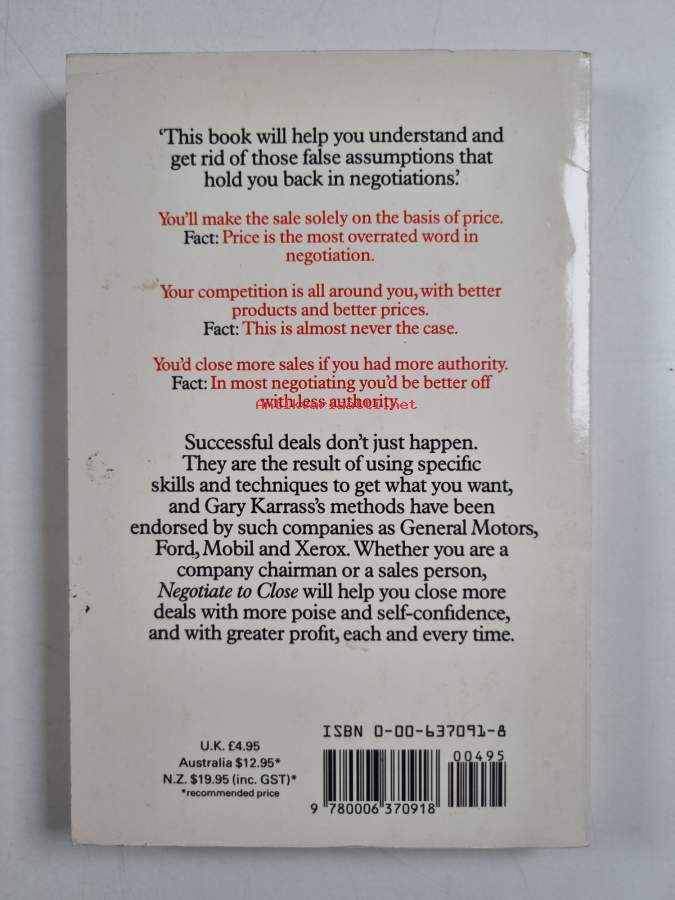 ‘This book will help you understand and
get rid of those false assumptions that
hold you back in negotiations.’
You'll make the sale solely on the basis of price.
Fact: Price is the most overrated word in
negotiation.
Your competition is all around you, with better
products and better prices.
Fact: This is almost never the case.
You'd close more sales if you had more authority.
Fact: In most negotiating you'd be better off
with less authority.
Antikvariaatti.net
Successful deals don't just happen.
They are the result of using specific
skills and techniques to get what you want,
and Gary Karrass's methods have been
endorsed by such companies as General Motors,
Ford, Mobil and Xerox. Whether you are a
company chairman or a sales person,
Negotiate to Close will help you close more
deals with more poise and self-confidence,
and with greater profit, each and every time.
U.K. £4.95
Australia $12.95*
N.Z. $19.95 (inc. GST)*
*recommended price
ISBN 0-00-637091-8
00495
9 780006 370918